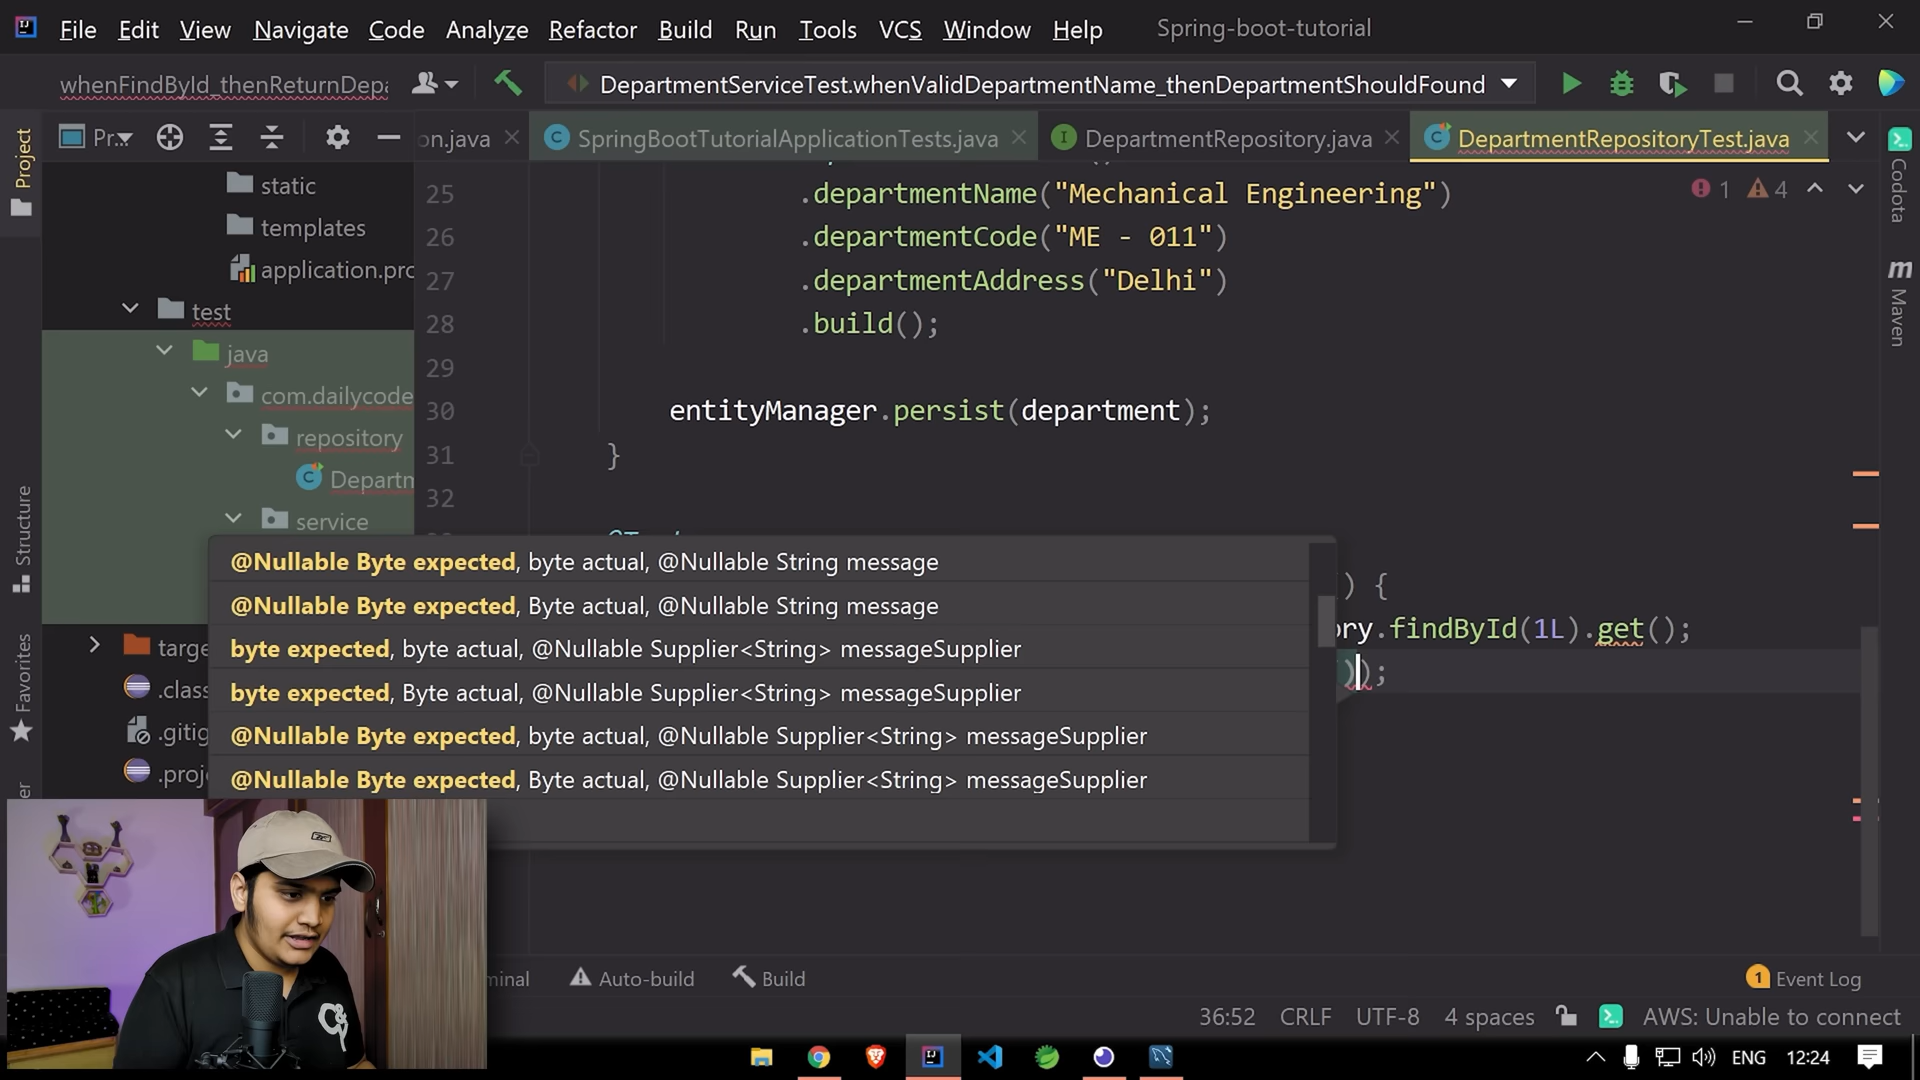 File Edit View Navigate Code Analyze Refactor Build Run Tools VCS Window Help Spring-boot-tutorial
whenFindById_thenReturnDepa
DepartmentServiceTest.whenValidDepartmentName_thenDepartmentShouldFound
Project
Pr...
on.java
SpringBootTutorialApplicationTests.java
DepartmentRepository.java
DepartmentRepositoryTest.java
static
templates
application.pro
test
java
com.dailycode
repository
Departm
service
targe
.class
.gitig
.proje
25 .departmentName("Mechanical Engineering")
26 .departmentCode("ME - 011")
27 .departmentAddress("Delhi")
28 .build();
29
30 entityManager.persist(department);
31 }
32
1 4
) {
ory.findById(1L).get();
));
@Nullable Byte expected, byte actual, @Nullable String message
@Nullable Byte expected, Byte actual, @Nullable String message
byte expected, byte actual, @Nullable Supplier<String> messageSupplier
byte expected, Byte actual, @Nullable Supplier<String> messageSupplier
@Nullable Byte expected, byte actual, @Nullable Supplier<String> messageSupplier
@Nullable Byte expected, Byte actual, @Nullable Supplier<String> messageSupplier
Structure
Favorites
Codota
Maven
minal Auto-build Build
1 Event Log
36:52 CRLF UTF-8 4 spaces AWS: Unable to connect
ENG 12:24